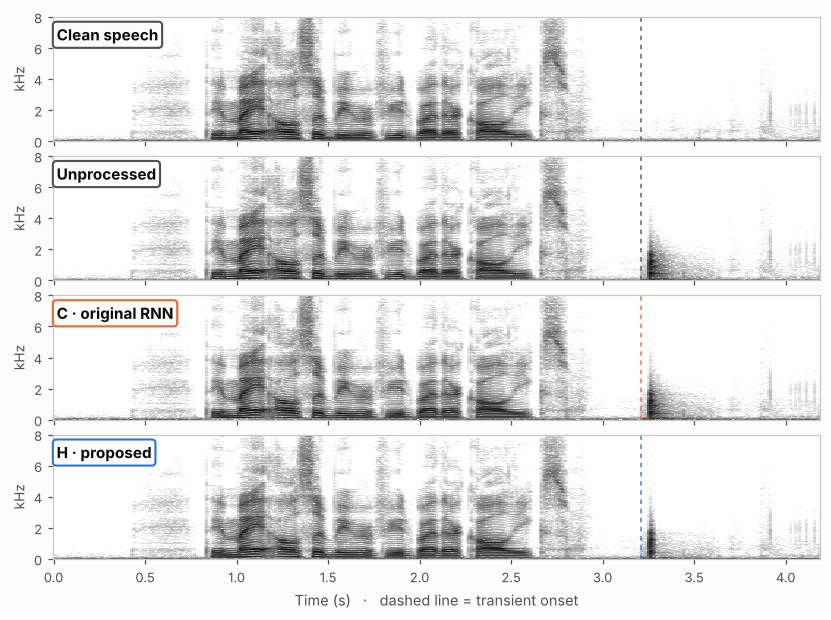 8
Clean speech
6
kHz
4
2
0
8
Unprocessed
6
kHz
4
2
0
8
C · original RNN
6
kHz
4
2
0
8
H · proposed
6
kHz
4
2
0
0.0 0.5 1.0 1.5 2.0 2.5 3.0 3.5 4.0
Time (s) · dashed line = transient onset